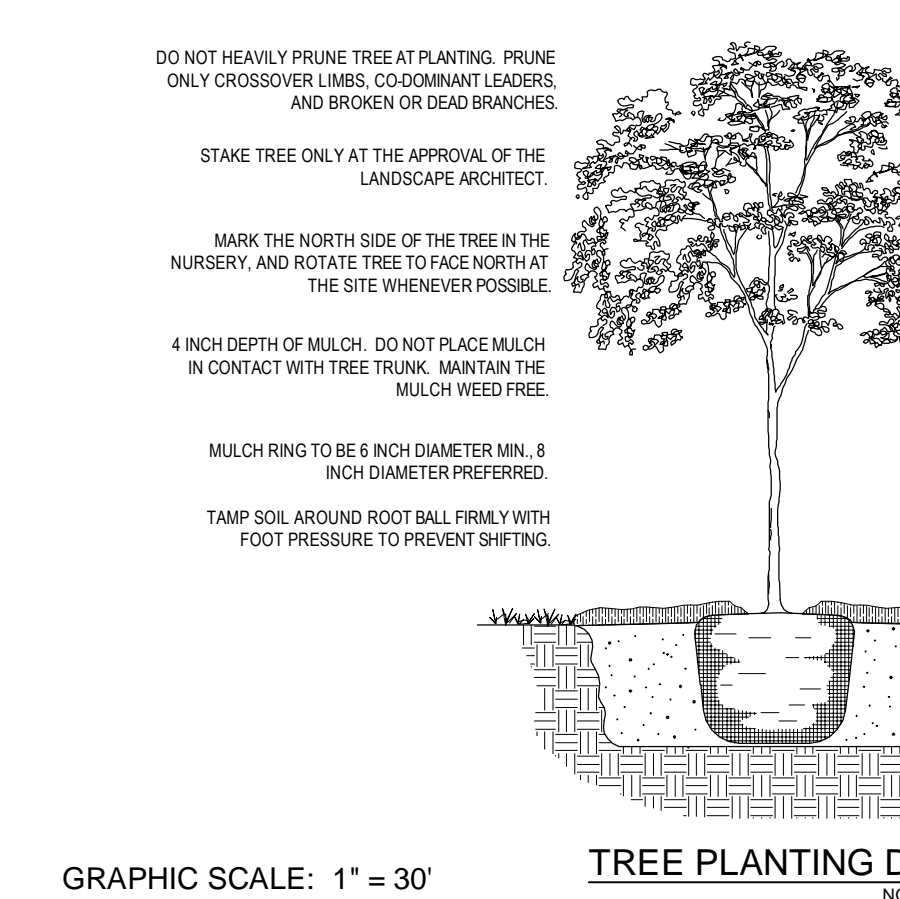 DO NOT HEAVILY PRUNE TREE AT PLANTING. PRUNE
ONLY CROSSOVER LIMBS, CO-DOMINANT LEADERS,
AND BROKEN OR DEAD BRANCHES.
STAKE TREE ONLY AT THE APPROVAL OF THE
LANDSCAPE ARCHITECT.
MARK THE NORTH SIDE OF THE TREE IN THE
NURSERY, AND ROTATE TREE TO FACE NORTH AT
THE SITE WHENEVER POSSIBLE.
4 INCH DEPTH OF MULCH. DO NOT PLACE MULCH
IN CONTACT WITH TREE TRUNK. MAINTAIN THE
MULCH WEED FREE.
MULCH RING TO BE 6 INCH DIAMETER MIN., 8
INCH DIAMETER PREFERRED.
TAMP SOIL AROUND ROOT BALL FIRMLY WITH
FOOT PRESSURE TO PREVENT SHIFTING.
TREE PLANTING D
GRAPHIC SCALE: 1" = 30'